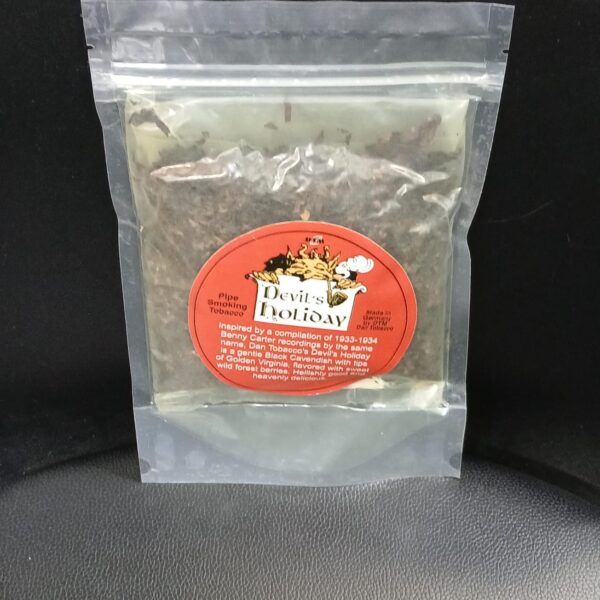 DTM
Devil's
Holiday
Pipe
Smoking
Tobacco
Made in
Germany
by DTM
Dan Tobacco
Inspired by a compilation of 1933-1934
Benny Carter recordings by the same
name, Dan Tobacco's Devil's Holiday
is a gentle Black Cavendish with tips
of Golden Virginia, flavored with sweet
wild forest berries. Hellishly good and
heavenly delicious.